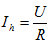 I_h = U/R